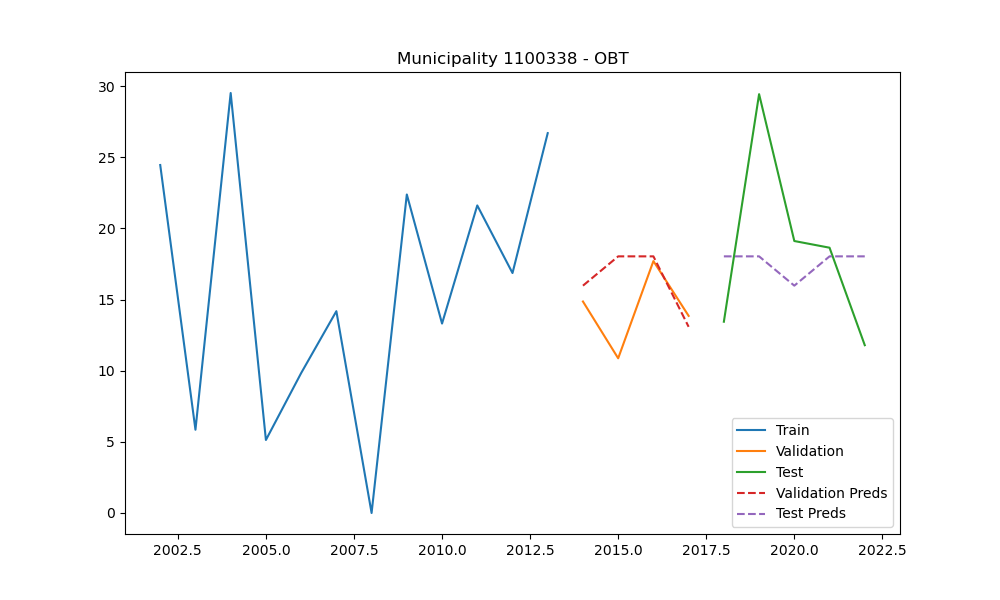 Municipality 1100338 - OBT
30
25
20
15
10
5
0
2002.5 2005.0 2007.5 2010.0 2012.5 2015.0 2017.5 2020.0 2022.5
Train
Validation
Test
Validation Preds
Test Preds